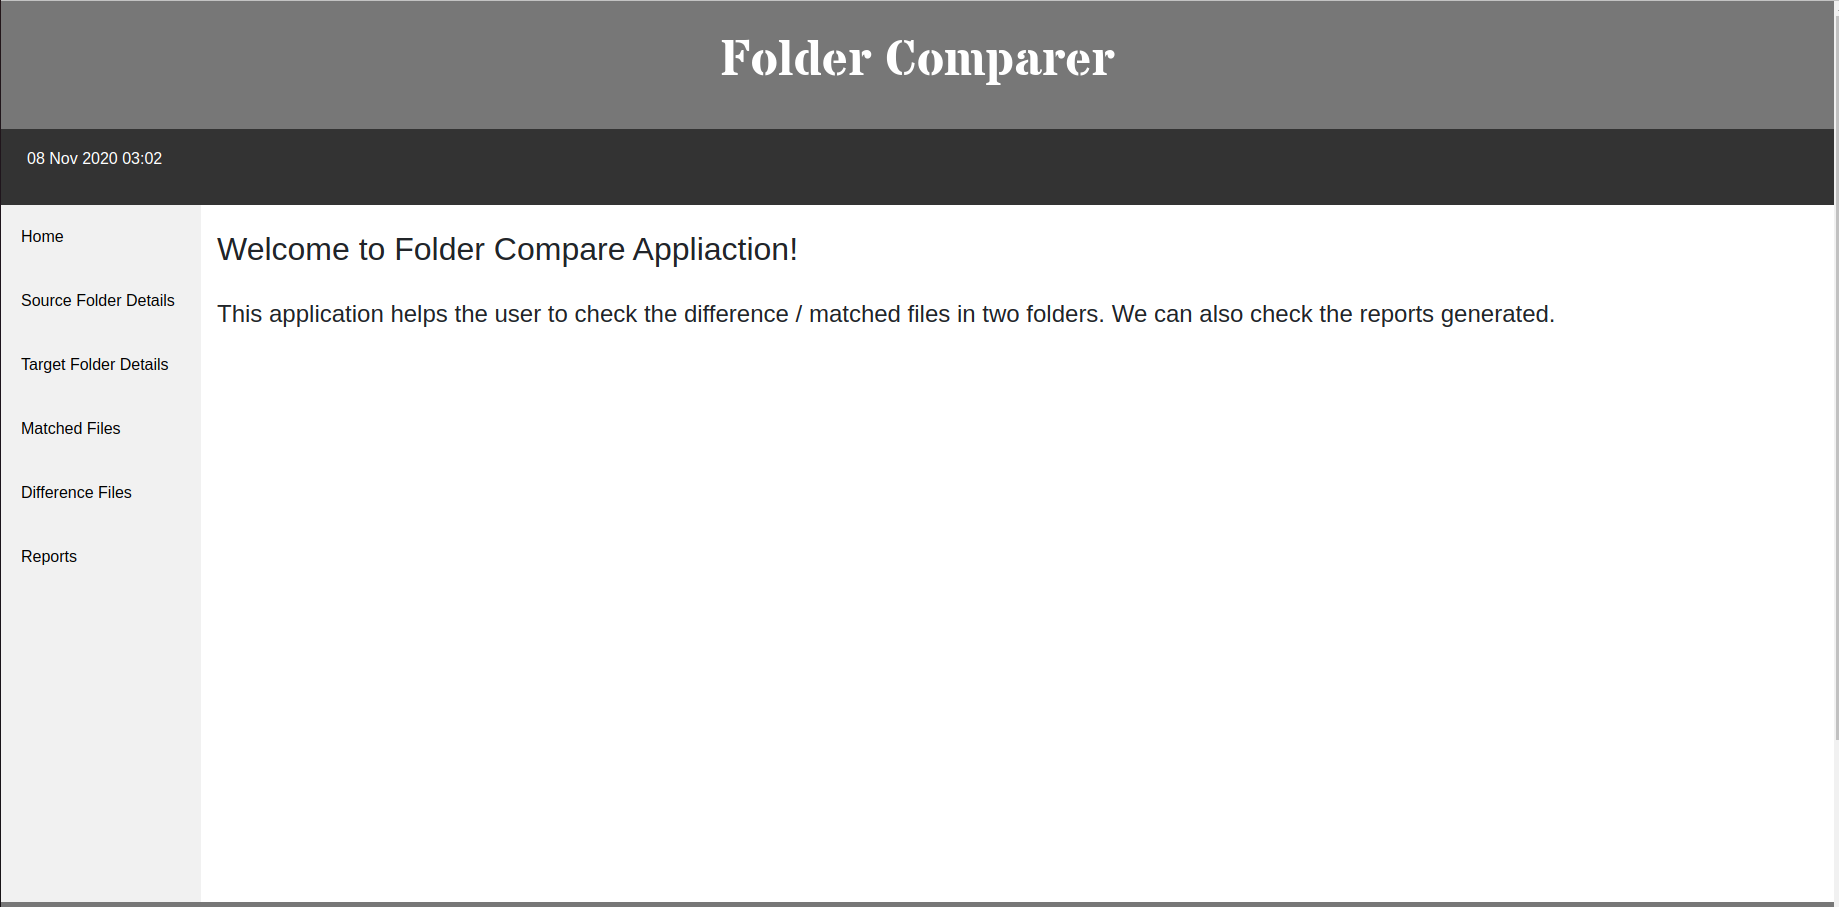 Folder Comparer
08 Nov 2020 03:02
Home
Source Folder Details
Target Folder Details
Matched Files
Difference Files
Reports
Welcome to Folder Compare Appliaction!
This application helps the user to check the difference / matched files in two folders. We can also check the reports generated.